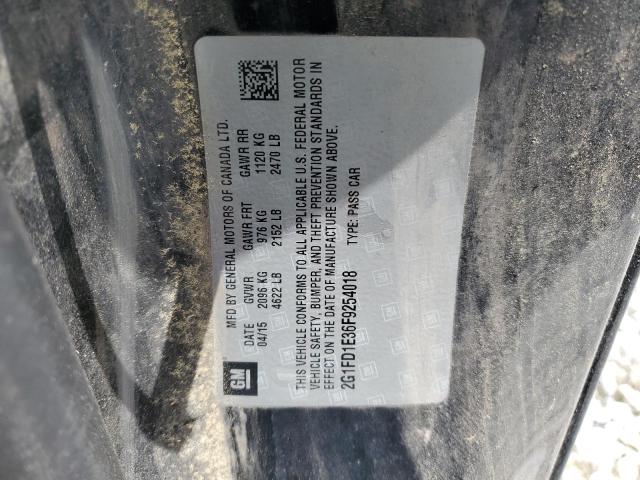 MFD BY GENERAL MOTORS OF CANADA LTD.
DATE GVWR GAWR FRT GAWR RR
04/15 2096 KG 976 KG 1120 KG
4622 LB 2152 LB 2470 LB
THIS VEHICLE CONFORMS TO ALL APPLICABLE U.S. FEDERAL MOTOR
VEHICLE SAFETY, BUMPER, AND THEFT PREVENTION STANDARDS IN
EFFECT ON THE DATE OF MANUFACTURE SHOWN ABOVE.
2G1FD1E36F9254018 TYPE: PASS CAR
GM